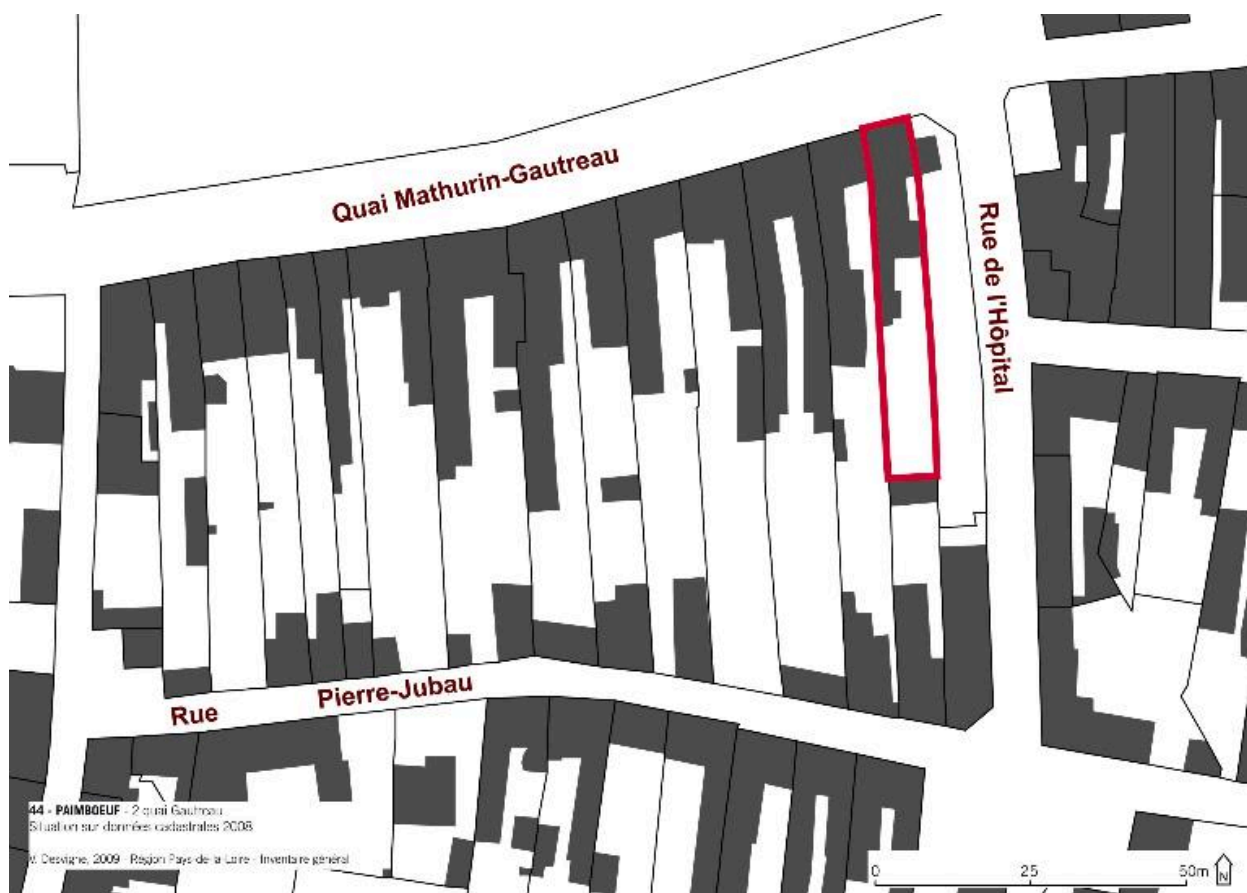 Quai Mathurin-Gautreau
Rue de l'Hôpital
Rue Pierre-Jubau
44 - PAIMBOEUF - 2 quai Gautreau
Situation sur données cadastrales 2008
V. Desvigne, 2009 - Région Pays-de-la-Loire - Inventaire général
0 25 50m
N